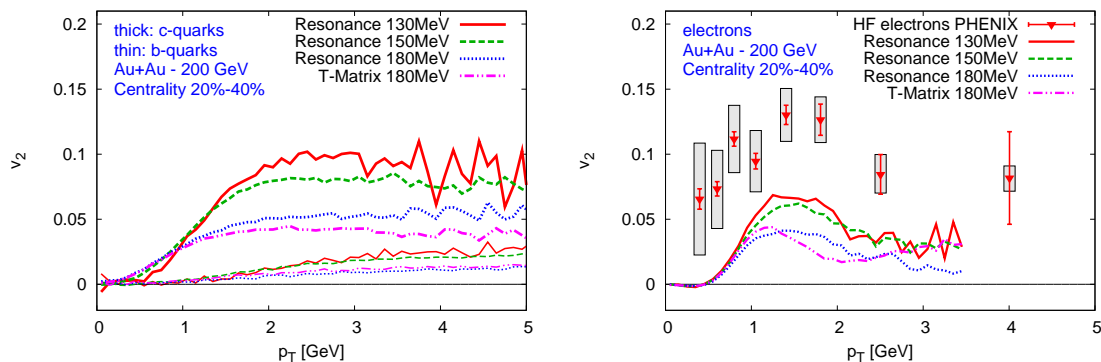 thick: c-quarks
thin: b-quarks
Au+Au - 200 GeV
Centrality 20%-40%
Resonance 130MeV
Resonance 150MeV
Resonance 180MeV
T-Matrix 180MeV
0.2
0.15
0.1
0.05
0
v2
0 1 2 3 4 5
pT [GeV]
electrons
Au+Au - 200 GeV
Centrality 20%-40%
HF electrons PHENIX
Resonance 130MeV
Resonance 150MeV
Resonance 180MeV
T-Matrix 180MeV
0.2
0.15
0.1
0.05
0
v2
0 1 2 3 4 5
pT [GeV]